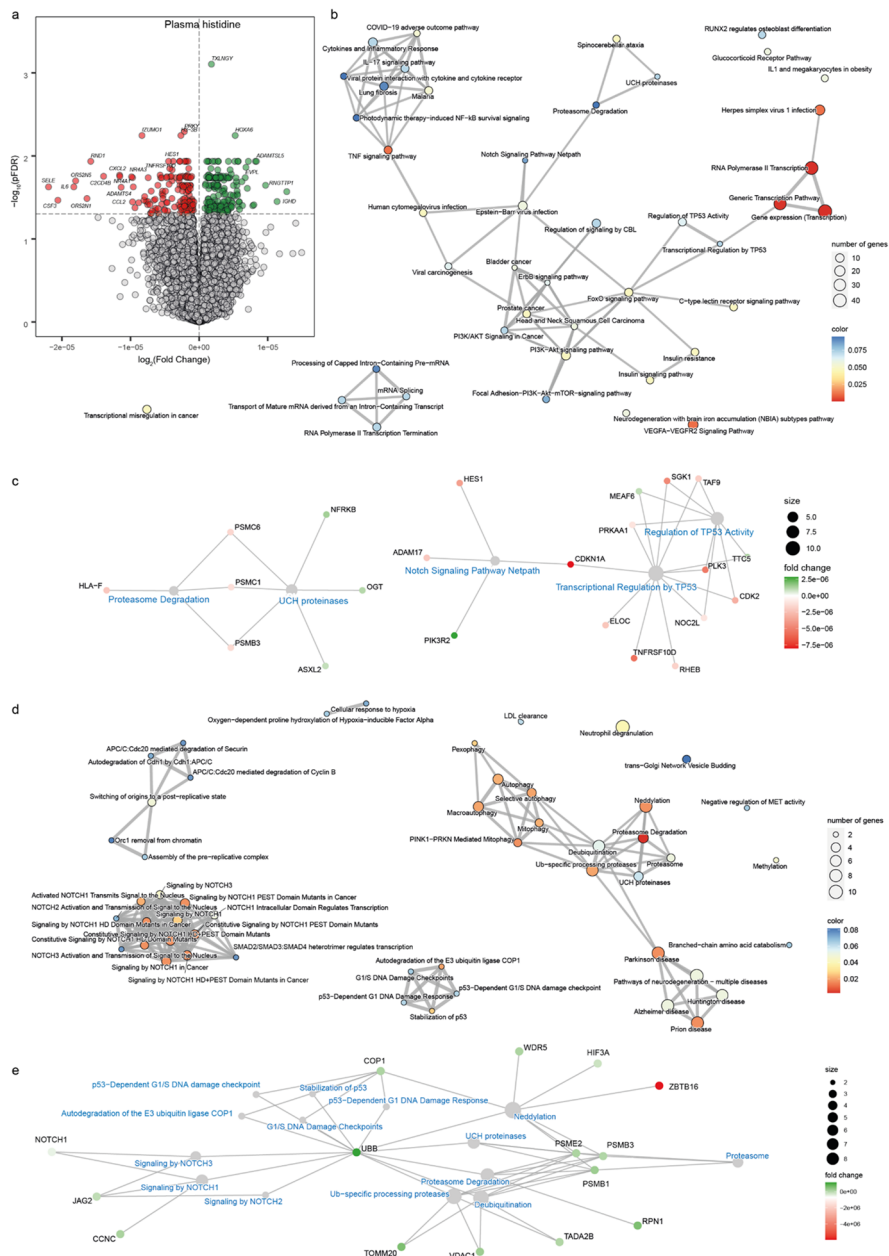 a
Plasma histidine
TXLNGY
PRKY
IZUMO1
HOXA6
RND1
HES1
ADAMTSL5
CXCL2
TNFRSF10D
SELE
OR52N5
NR4A3
EVPL
IL6
C2CD4B
NR4A1
RNGTTP1
ADAMTS4
CSF3
OR52N1
CCL2
IGHD
3
2
1
0
−log10(pFDR)
−2e−05
−1e−05
0e+00
1e−05
log2(Fold Change)
b
COVID−19 adverse outcome pathway
Cytokines and Inflammatory Response
IL−17 signaling pathway
Viral protein interaction with cytokine and cytokine receptor
Lung fibrosis
Malaria
Photodynamic therapy−induced NF−kB survival signaling
TNF signaling pathway
Spinocerebellar ataxia
UCH proteinases
Proteasome Degradation
RUNX2 regulates osteoblast differentiation
Glucocorticoid Receptor Pathway
IL1 and megakaryocytes in obesity
Herpes simplex virus 1 infection
RNA Polymerase II Transcription
Generic Transcription Pathway
Gene expression (Transcription)
Notch Signaling Pathway Netpath
Human cytomegalovirus infection
Epstein−Barr virus infection
Regulation of signaling by CBL
Regulation of TP53 Activity
Transcriptional Regulation by TP53
Viral carcinogenesis
Bladder cancer
ErbB signaling pathway
FoxO signaling pathway
C−type lectin receptor signaling pathway
Prostate cancer
Head and Neck Squamous Cell Carcinoma
PI3K/AKT Signaling in Cancer
PI3K−Akt signaling pathway
Insulin resistance
Insulin signaling pathway
Focal Adhesion−PI3K−Akt−mTOR−signaling pathway
Neurodegeneration with brain iron accumulation (NBIA) subtypes pathway
VEGFA−VEGFR2 Signaling Pathway
Processing of Capped Intron−Containing Pre−mRNA
mRNA Splicing
Transport of Mature mRNA derived from an Intron−Containing Transcript
RNA Polymerase II Transcription Termination
Transcriptional misregulation in cancer
number of genes
10
20
30
40
color
0.075
0.050
0.025
c
HES1
SGK1
TAF9
MEAF6
NFRKB
PRKAA1
Regulation of TP53 Activity
PSMC6
ADAM17
CDKN1A
TTC5
PLK3
HLA−F
PSMC1
OGT
Notch Signaling Pathway Netpath
Transcriptional Regulation by TP53
Proteasome Degradation
UCH proteinases
CDK2
ELOC
NOC2L
PSMB3
PIK3R2
TNFRSF10D
RHEB
ASXL2
size
5.0
7.5
10.0
fold change
2.5e−06
0.0e+00
−2.5e−06
−5.0e−06
−7.5e−06
d
Cellular response to hypoxia
Oxygen−dependent proline hydroxylation of Hypoxia−inducible Factor Alpha
LDL clearance
Neutrophil degranulation
APC/C:Cdc20 mediated degradation of Securin
Autodegradation of Cdh1 by Cdh1:APC/C
APC/C:Cdc20 mediated degradation of Cyclin B
Switching of origins to a post−replicative state
Orc1 removal from chromatin
Assembly of the pre−replicative complex
Pexophagy
trans−Golgi Network Vesicle Budding
Autophagy
Selective autophagy
Macroautophagy
Mitophagy
PINK1−PRKN Mediated Mitophagy
Neddylation
Proteasome Degradation
Deubiquitination
Ub−specific processing proteases
Proteasome
UCH proteinases
Negative regulation of MET activity
Methylation
Signaling by NOTCH3
Activated NOTCH1 Transmits Signal to the Nucleus
Signaling by NOTCH1 PEST Domain Mutants in Cancer
NOTCH2 Activation and Transmission of Signal to the Nucleus
NOTCH1 Intracellular Domain Regulates Transcription
Signaling by NOTCH1
Signaling by NOTCH1 HD Domain Mutants in Cancer
Constitutive Signaling by NOTCH1 PEST Domain Mutants
Constitutive Signaling by NOTCH1 HD+PEST Domain Mutants
SMAD2/SMAD3:SMAD4 heterotrimer regulates transcription
NOTCH3 Activation and Transmission of Signal to the Nucleus
Signaling by NOTCH1 in Cancer
Signaling by NOTCH1 HD+PEST Domain Mutants in Cancer
Autodegradation of the E3 ubiquitin ligase COP1
G1/S DNA Damage Checkpoints
p53−Dependent G1/S DNA damage checkpoint
p53−Dependent G1 DNA Damage Response
Stabilization of p53
Branched−chain amino acid catabolism
Parkinson disease
Pathways of neurodegeneration − multiple diseases
Huntington disease
Alzheimer disease
Prion disease
number of genes
2
4
6
8
10
color
0.08
0.06
0.04
0.02
e
COP1
WDR5
HIF3A
ZBTB16
p53−Dependent G1/S DNA damage checkpoint
Stabilization of p53
p53−Dependent G1 DNA Damage Response
Autodegradation of the E3 ubiquitin ligase COP1
Neddylation
G1/S DNA Damage Checkpoints
NOTCH1
UBB
UCH proteinases
PSME2
PSMB3
Signaling by NOTCH3
Proteasome
Proteasome Degradation
Signaling by NOTCH1
PSMB1
JAG2
Signaling by NOTCH2
Ub−specific processing proteases
Deubiquitination
RPN1
CCNC
TADA2B
TOMM20
VDAC1
size
2
3
4
5
6
7
8
fold change
0e+00
−2e−06
−4e−06